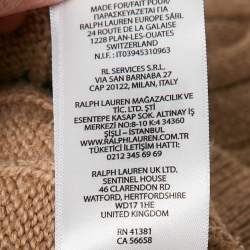 MADE FOR/FAIT POUR/
ΠΑΡΑΣΚΕΥΑΖΕΤΑΙ ΓΙΑ
RALPH LAUREN EUROPE SÀRL
24 ROUTE DE LA GALAISE
1228 PLAN-LES-OUATES
SWITZERLAND
N.I.F.: IT03945310963
RL SERVICES S.R.L.
VIA SAN BARNABA 27
CAP 20122, MILAN, ITALY
RALPH LAUREN MAĞAZACILIK VE
TİC. LTD. ŞTİ
ESENTEPE KASAP SOK. AKIN OFİS
MERKEZİ NO:8-10 K:4 34360
ŞİŞLİ-İSTANBUL
WWW.RALPHLAUREN.COM.TR
TÜKETİCİ İLETİŞİM HATTI:
0212 345 69 69
RALPH LAUREN UK LTD.
SENTINEL HOUSE
46 CLARENDON RD
WATFORD, HERTFORDSHIRE
WD17 1HE
UNITED KINGDOM
RN 41381
CA 56658